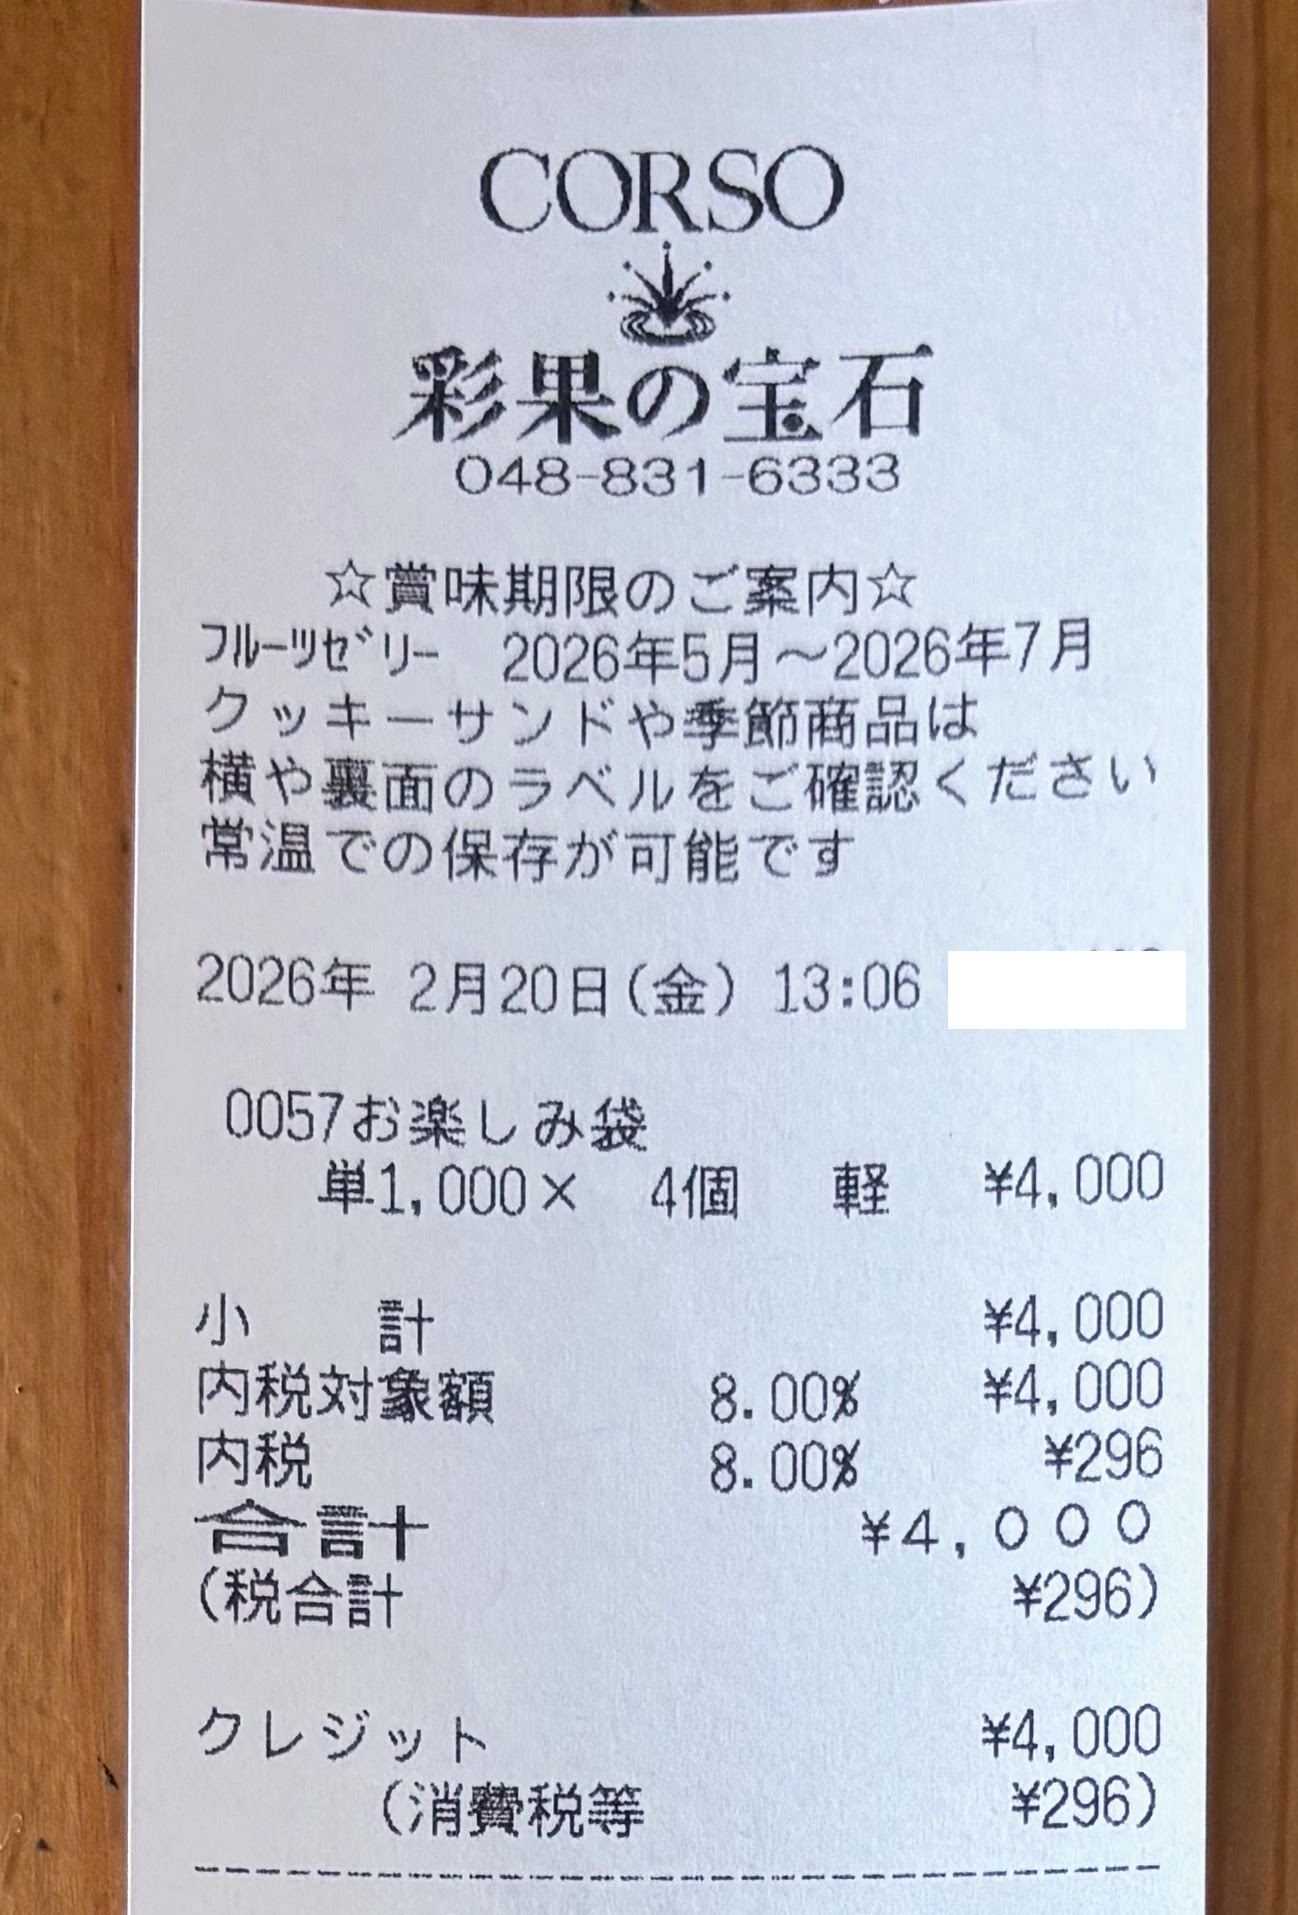 CORSO
彩果の宝石
048-831-6333
☆賞味期限のご案内☆
ﾌﾙｰﾂｾﾞﾘｰ 2026年5月～2026年7月
クッキーサンドや季節商品は
横や裏面のラベルをご確認ください
常温での保存が可能です
2026年 2月20日(金) 13:06
0057お楽しみ袋
単1,000× 4個 軽 ¥4,000
小 計 ¥4,000
内税対象額 8.00% ¥4,000
内税 8.00% ¥296
合計 ¥4,000
(税合計 ¥296)
クレジット ¥4,000
(消費税等 ¥296)